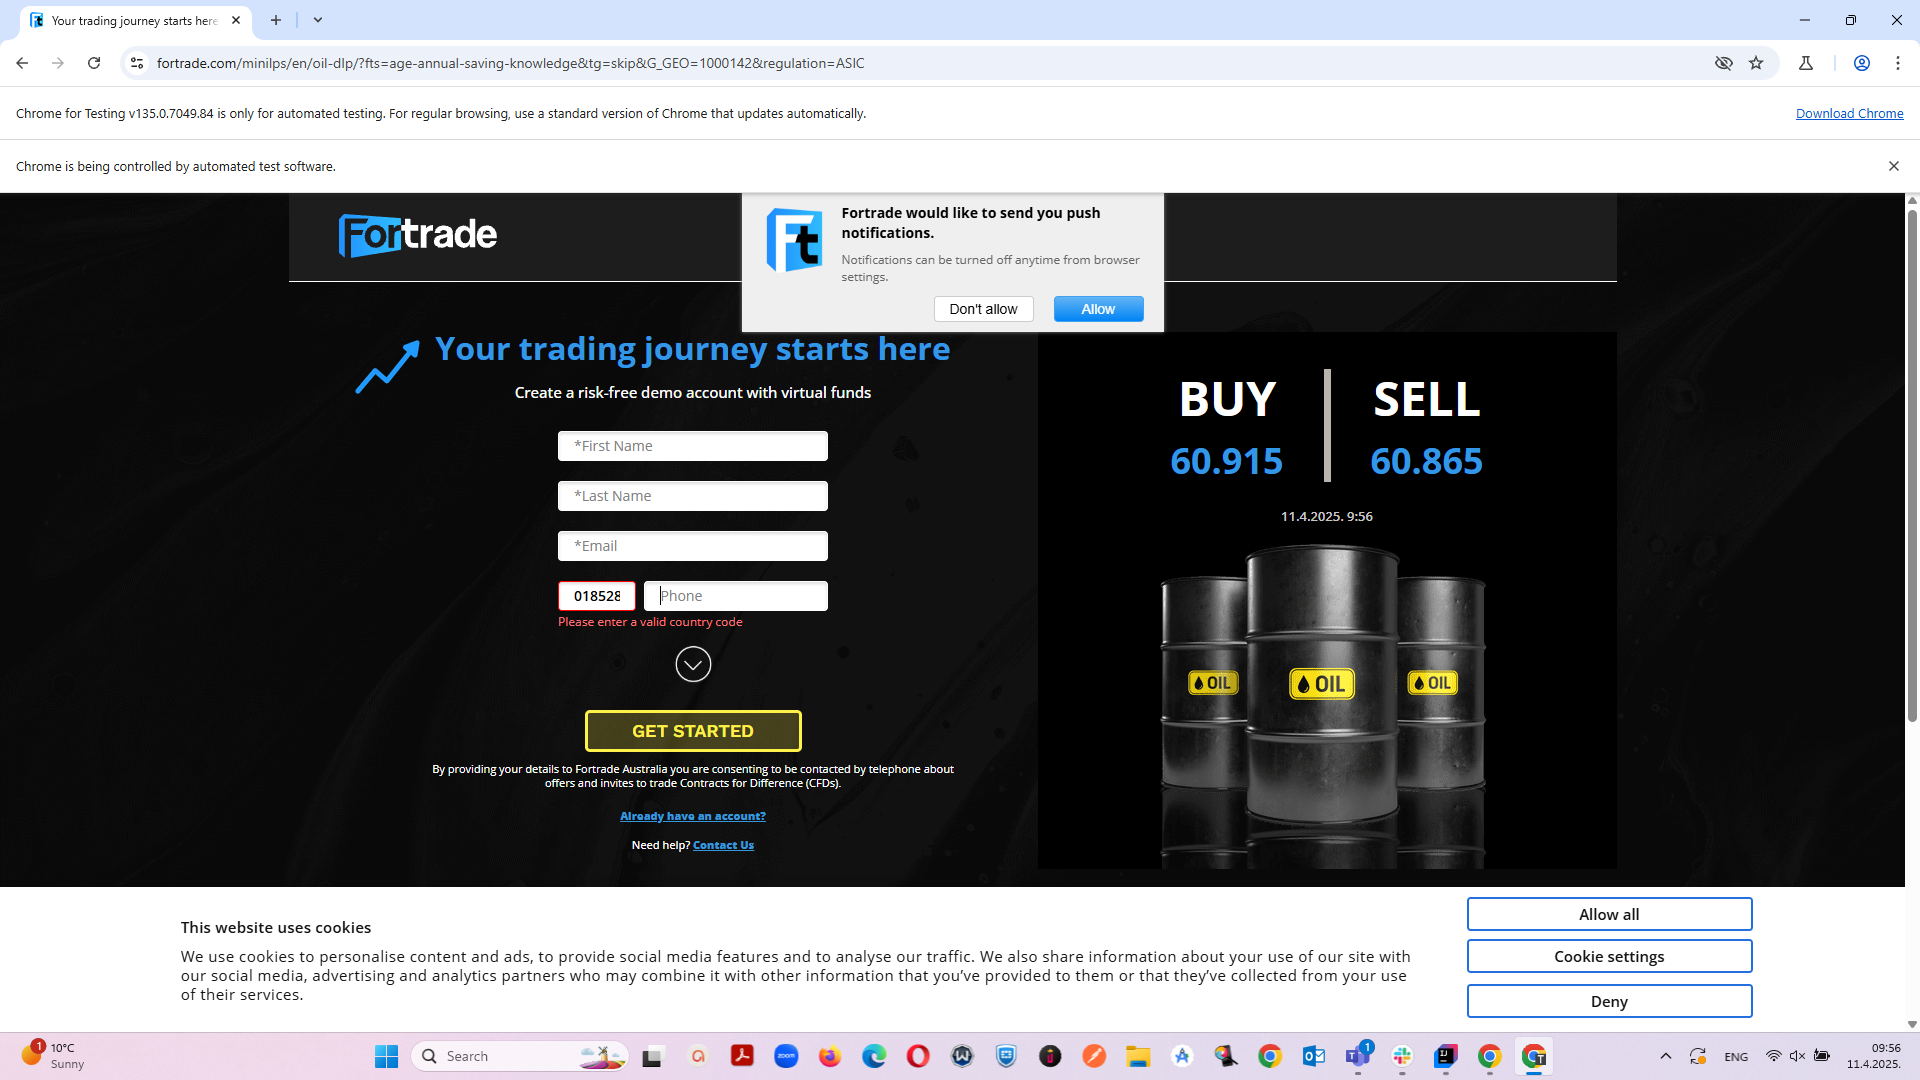 Your trading journey starts here
fortrade.com/minilps/en/oil-dlp/?fts=age-annual-saving-knowledge&tg=skip&G_GEO=1000142&regulation=ASIC
Chrome for Testing v135.0.7049.84 is only for automated testing. For regular browsing, use a standard version of Chrome that updates automatically.
Download Chrome
Chrome is being controlled by automated test software.
Fortrade
Ft
Fortrade would like to send you push
notifications.
Notifications can be turned off anytime from browser
settings.
Don't allow
Allow
Your trading journey starts here
Create a risk-free demo account with virtual funds
*First Name
*Last Name
*Email
018528
Phone
Please enter a valid country code
GET STARTED
By providing your details to Fortrade Australia you are consenting to be contacted by telephone about
offers and invites to trade Contracts for Difference (CFDs).
Already have an account?
Need help? Contact Us
BUY
SELL
60.915
60.865
11.4.2025. 9:56
OIL
OIL
OIL
This website uses cookies
We use cookies to personalise content and ads, to provide social media features and to analyse our traffic. We also share information about your use of our site with
our social media, advertising and analytics partners who may combine it with other information that you've provided to them or that they've collected from your use
of their services.
Allow all
Cookie settings
Deny
1
10°C
Sunny
Search
zoom
1
ENG
09:56
11.4.2025.